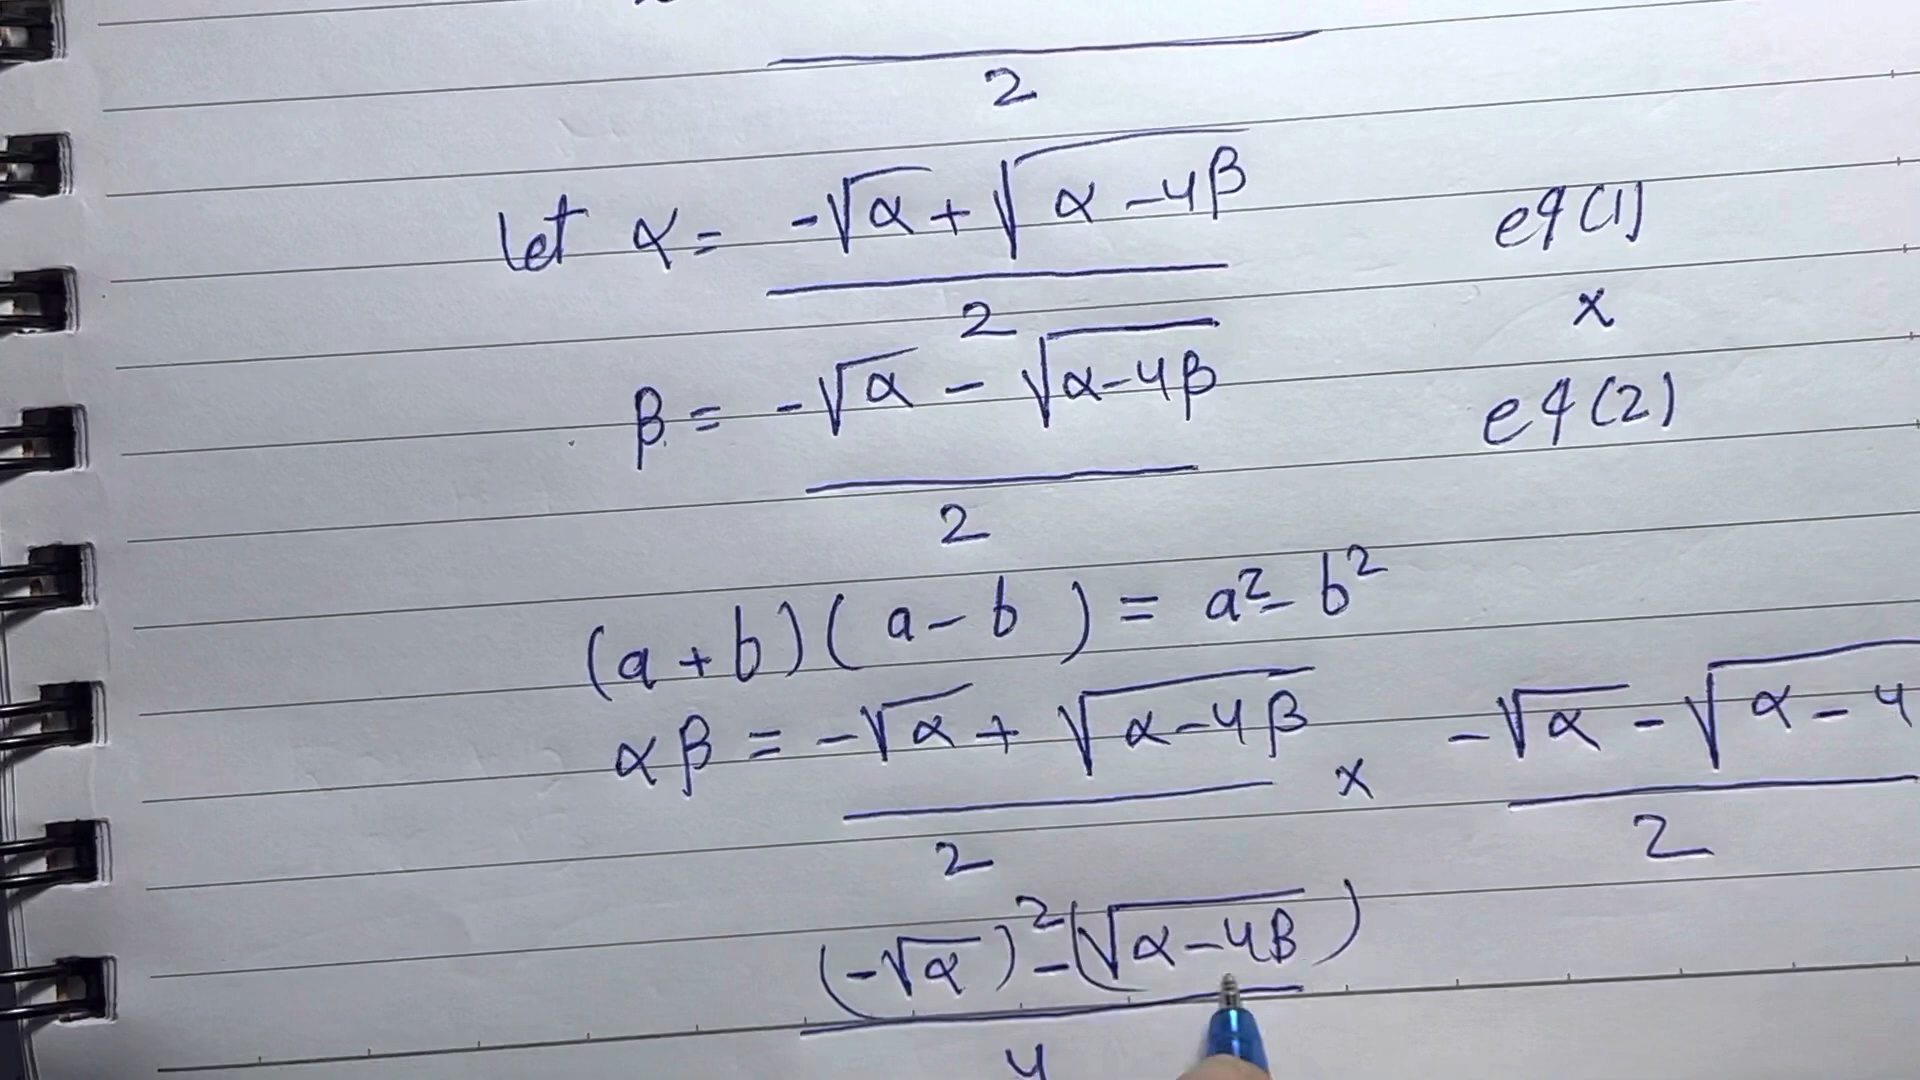 2
let α = -√α + √α - 4β eq(1)
2 x
β = -√α - √α - 4β eq(2)
2
(a + b)(a - b) = a² - b²
αβ = -√α + √α - 4β x -√α - √α - 4
2 2
(-√α)² - (√α - 4β)
4